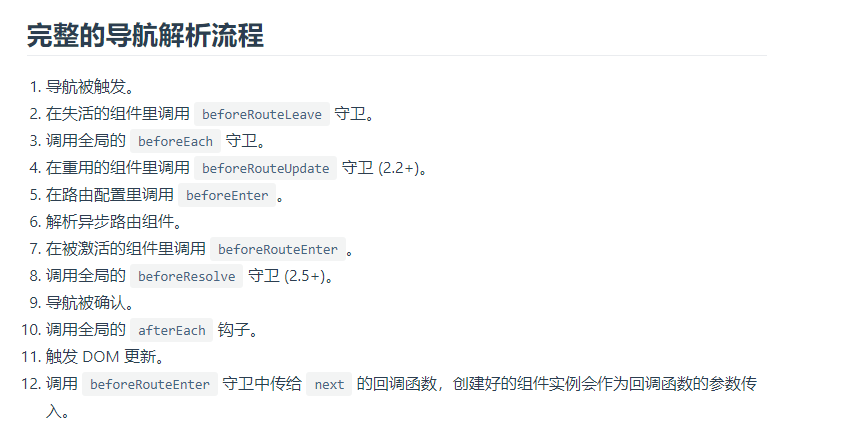 完整的导航解析流程
1. 导航被触发。
2. 在失活的组件里调用 beforeRouteLeave 守卫。
3. 调用全局的 beforeEach 守卫。
4. 在重用的组件里调用 beforeRouteUpdate 守卫 (2.2+)。
5. 在路由配置里调用 beforeEnter 。
6. 解析异步路由组件。
7. 在被激活的组件里调用 beforeRouteEnter 。
8. 调用全局的 beforeResolve 守卫 (2.5+)。
9. 导航被确认。
10. 调用全局的 afterEach 钩子。
11. 触发 DOM 更新。
12. 调用 beforeRouteEnter 守卫中传给 next 的回调函数，创建好的组件实例会作为回调函数的参数传
入。